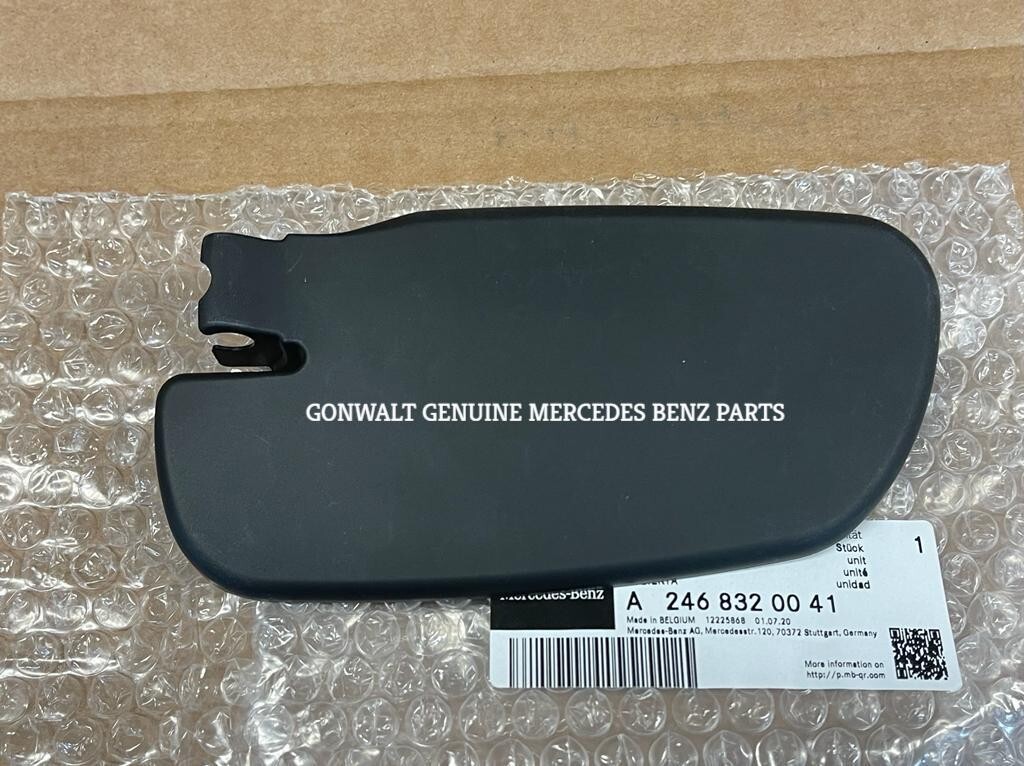 GONWALT GENUINE MERCEDES BENZ PARTS
Stück
unit
unité
unidad
1
Mercedes-Benz
A 246 832 00 41
Made in BELGIUM 12225868 01.07.20
Mercedes-Benz AG, Mercedesstr.120, 70372 Stuttgart, Germany
More information on
http://p.mb-qr.com